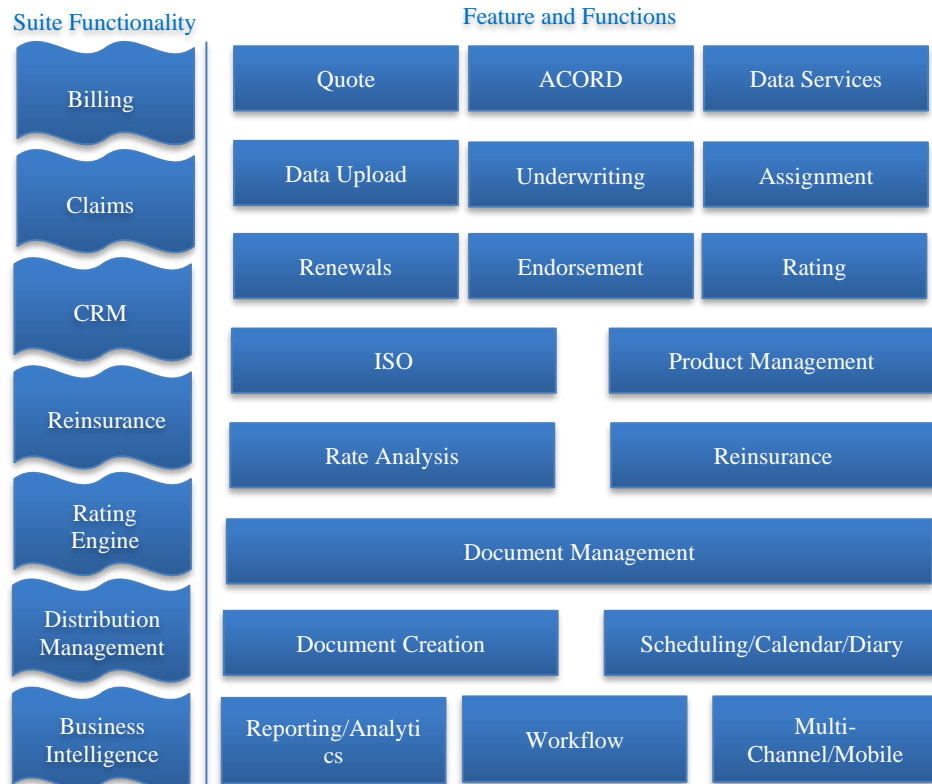 Suite Functionality
Feature and Functions
Billing
Claims
CRM
Reinsurance
Rating
Engine
Distribution
Management
Business
Intelligence
Quote
ACORD
Data Services
Data Upload
Underwriting
Assignment
Renewals
Endorsement
Rating
ISO
Product Management
Rate Analysis
Reinsurance
Document Management
Document Creation
Scheduling/Calendar/Diary
Reporting/Analyti
cs
Workflow
Multi-
Channel/Mobile